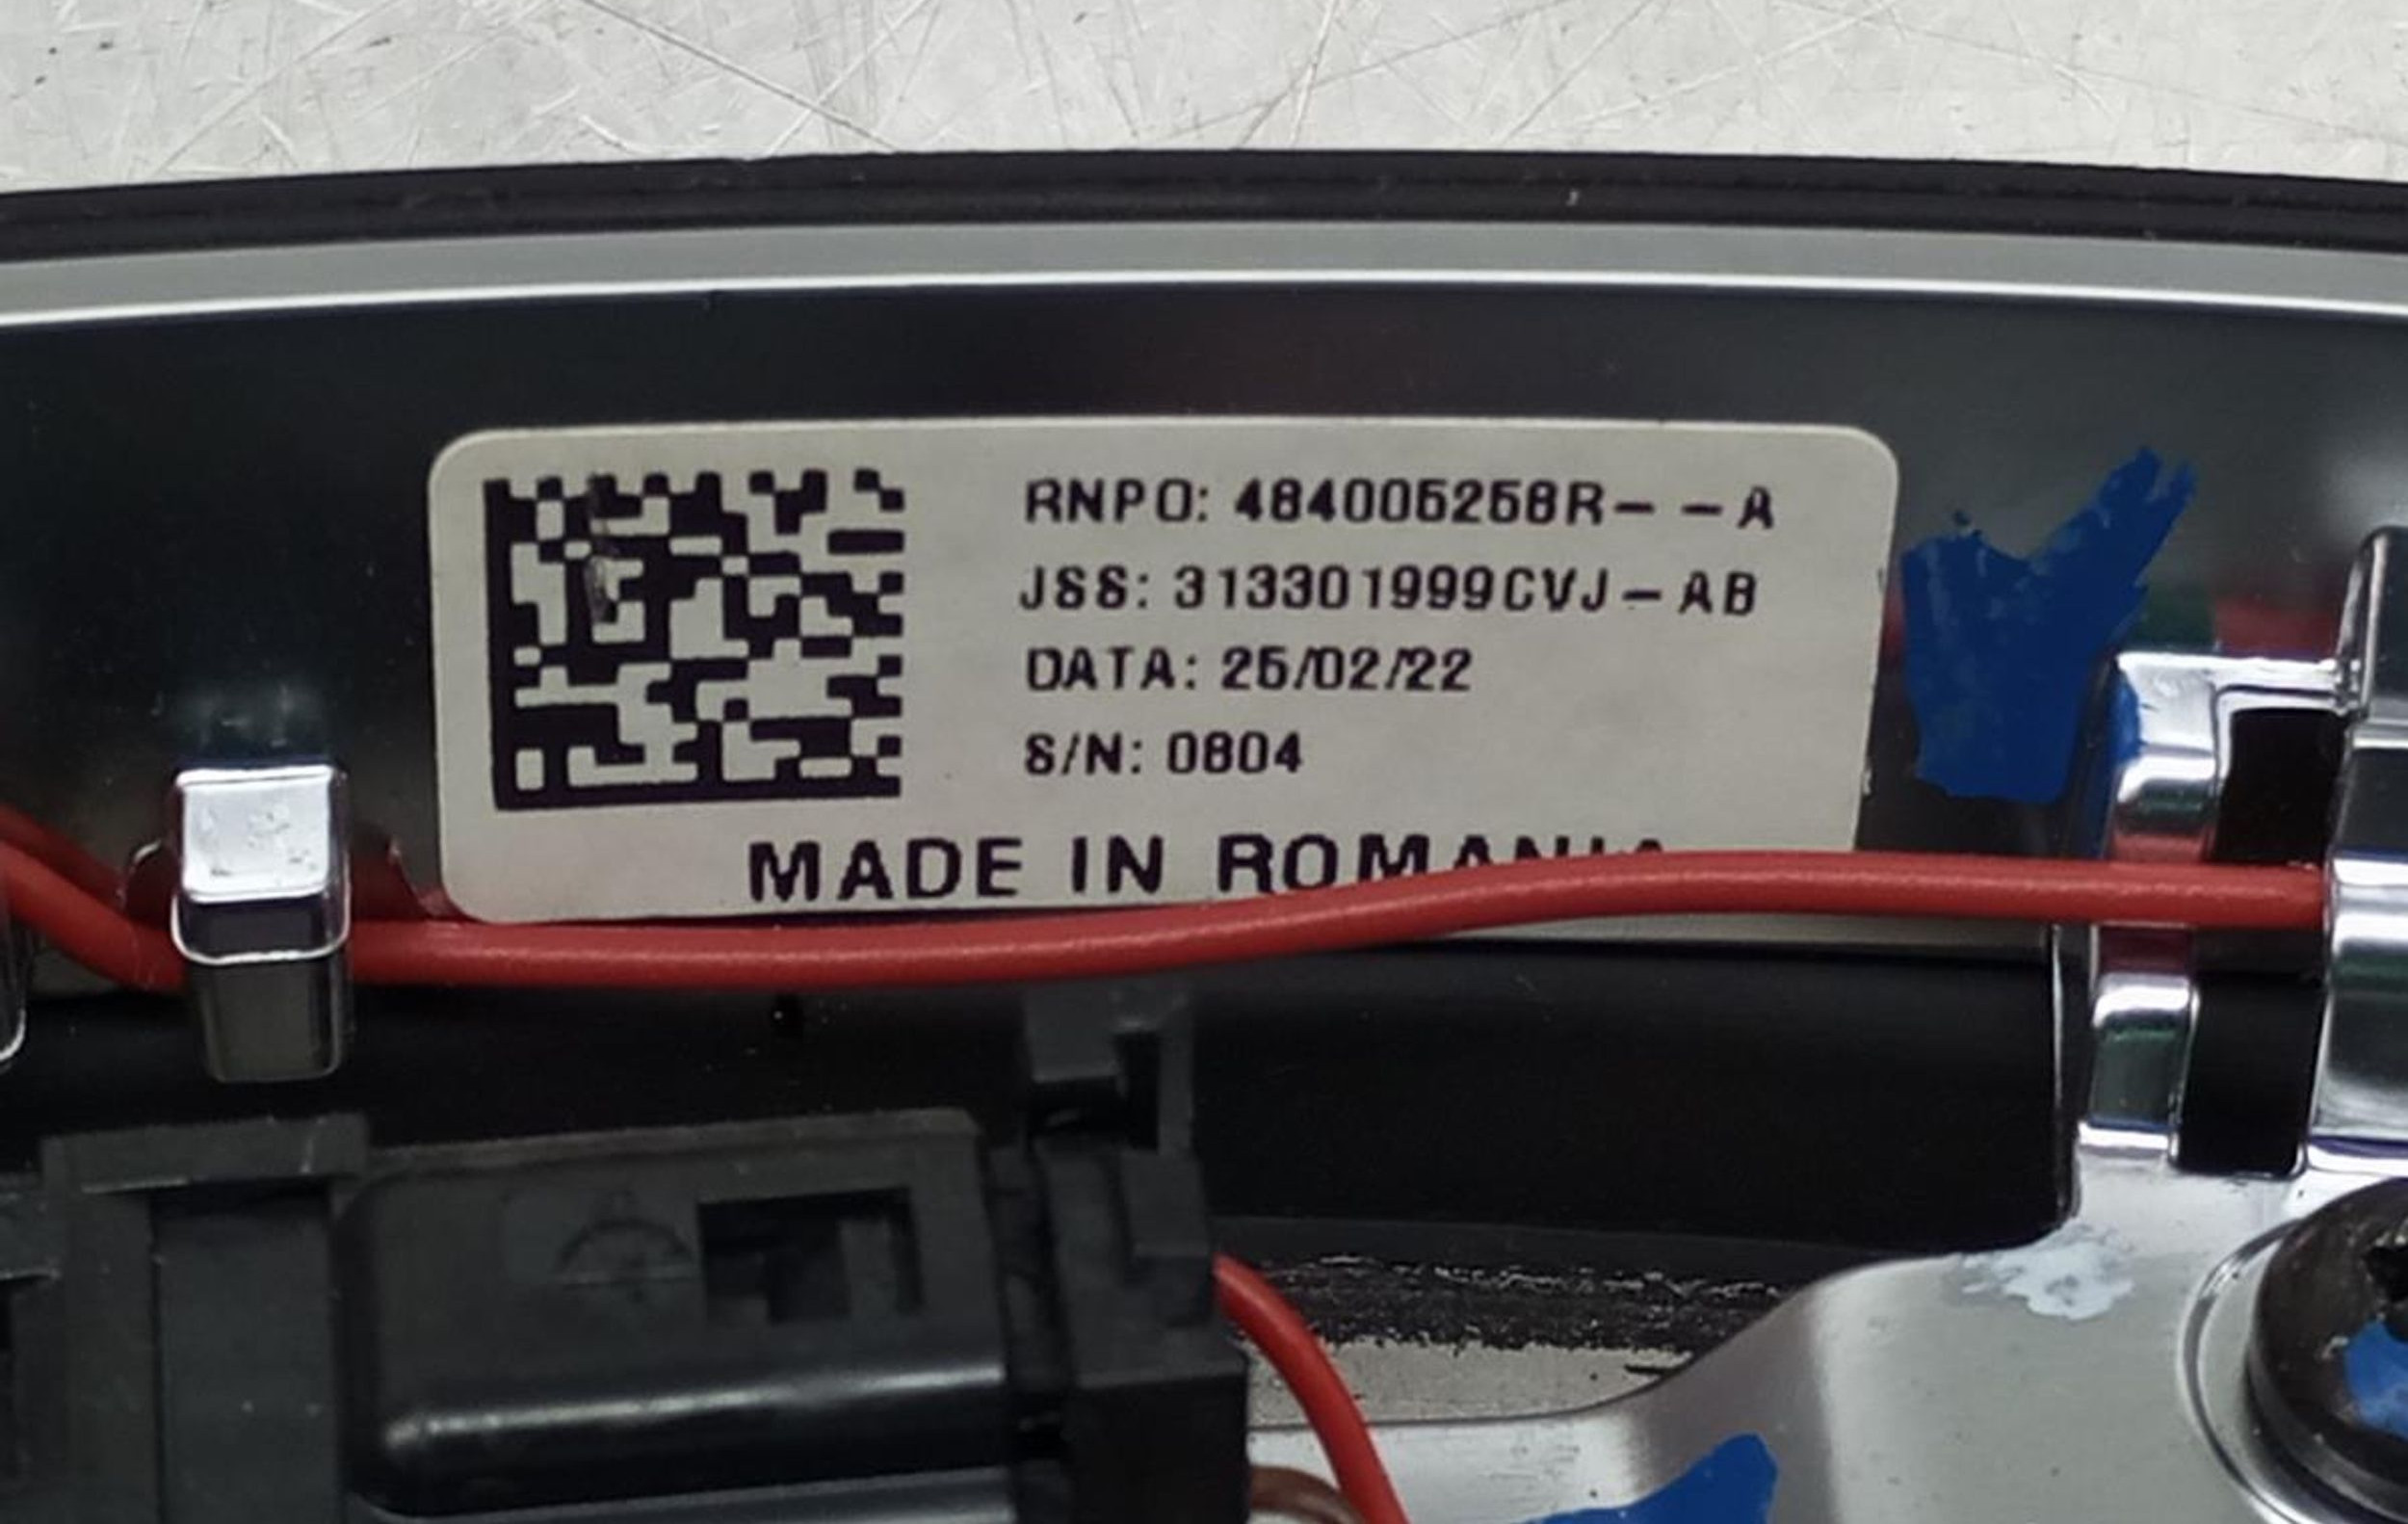 RNPO: 484005258R- -A
JSS: 313301999CVJ-AB
DATA: 25/02/22
S/N: 0804
MADE IN ROMANIA